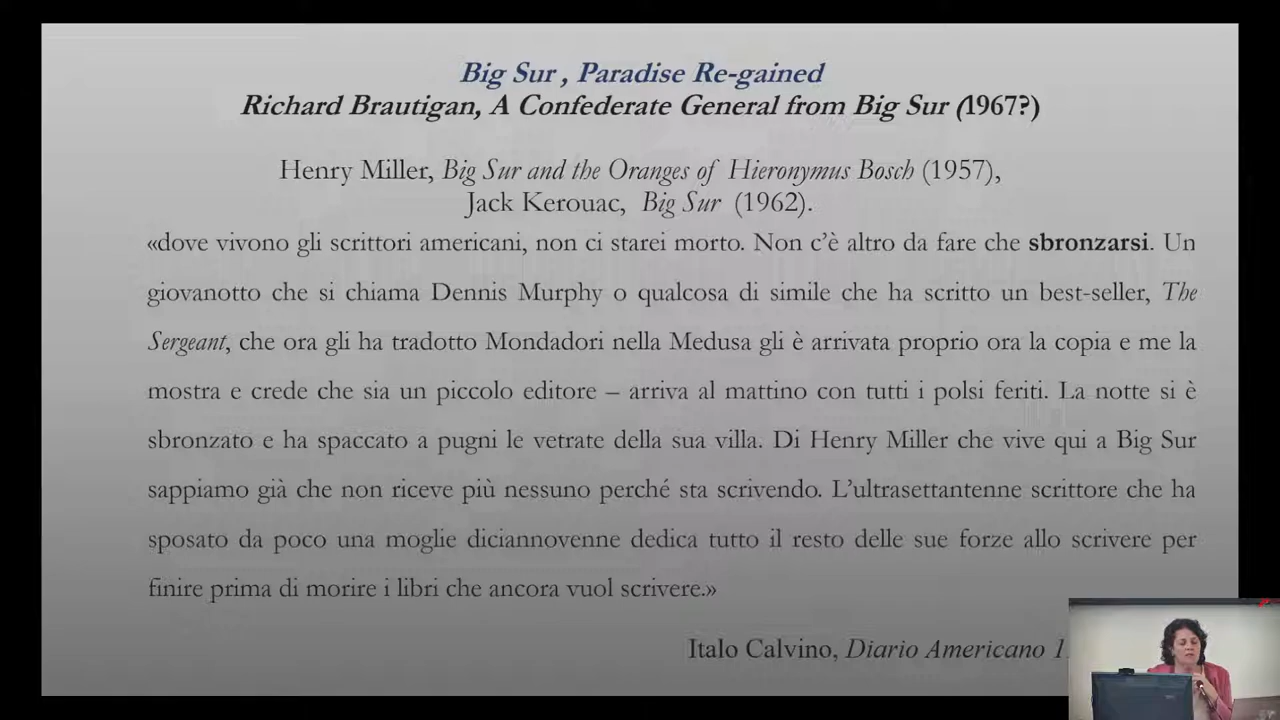 Big Sur , Paradise Re-gained
Richard Brautigan, A Confederate General from Big Sur (1967?)
Henry Miller, Big Sur and the Oranges of Hieronymus Bosch (1957),
Jack Kerouac, Big Sur (1962).
«dove vivono gli scrittori americani, non ci starei morto. Non c’è altro da fare che sbronzarsi. Un
giovanotto che si chiama Dennis Murphy o qualcosa di simile che ha scritto un best-seller, The
Sergeant, che ora gli ha tradotto Mondadori nella Medusa gli è arrivata proprio ora la copia e me la
mostra e crede che sia un piccolo editore – arriva al mattino con tutti i polsi feriti. La notte si è
sbronzato e ha spaccato a pugni le vetrate della sua villa. Di Henry Miller che vive qui a Big Sur
sappiamo già che non riceve più nessuno perché sta scrivendo. L’ultrasettantenne scrittore che ha
sposato da poco una moglie diciannovenne dedica tutto il resto delle sue forze allo scrivere per
finire prima di morire i libri che ancora vuol scrivere.»
Italo Calvino, Diario Americano